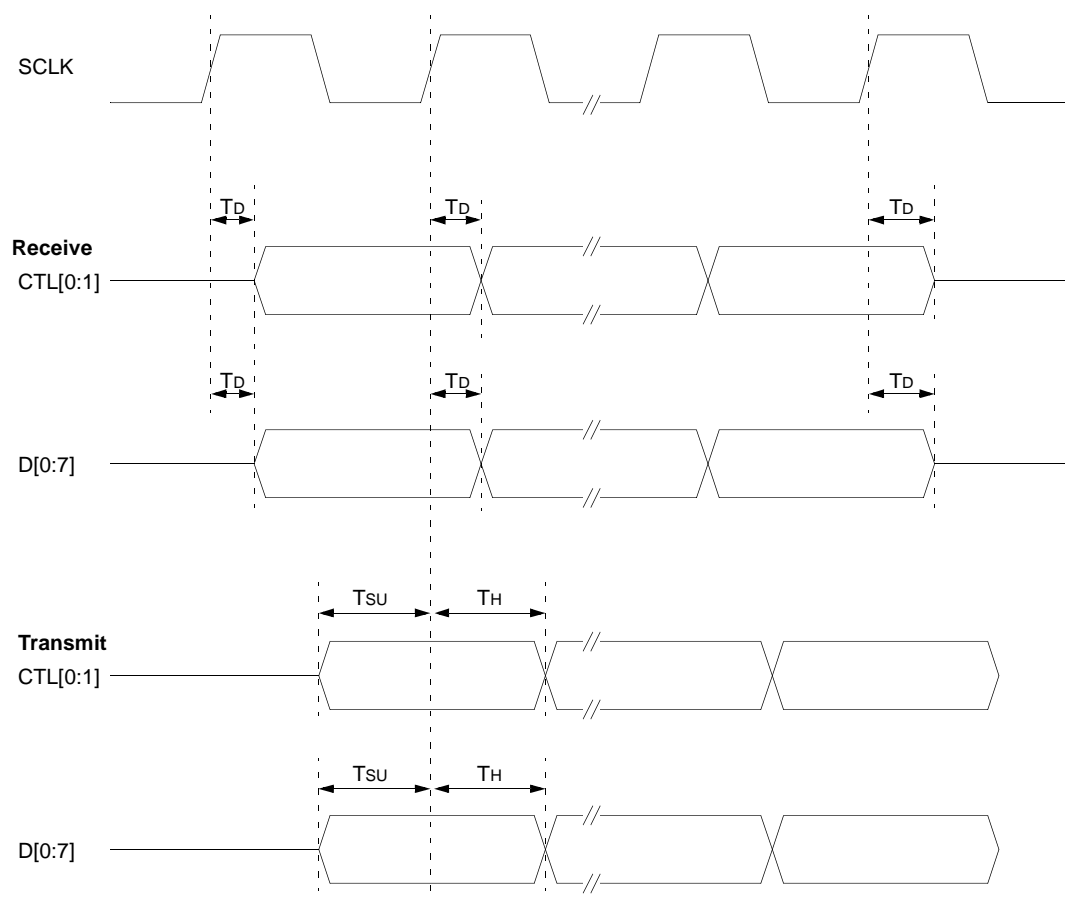 SCLK
TD TD TD
Receive
CTL[0:1]
TD TD TD
D[0:7]
TSU TH
Transmit
CTL[0:1]
TSU TH
D[0:7]